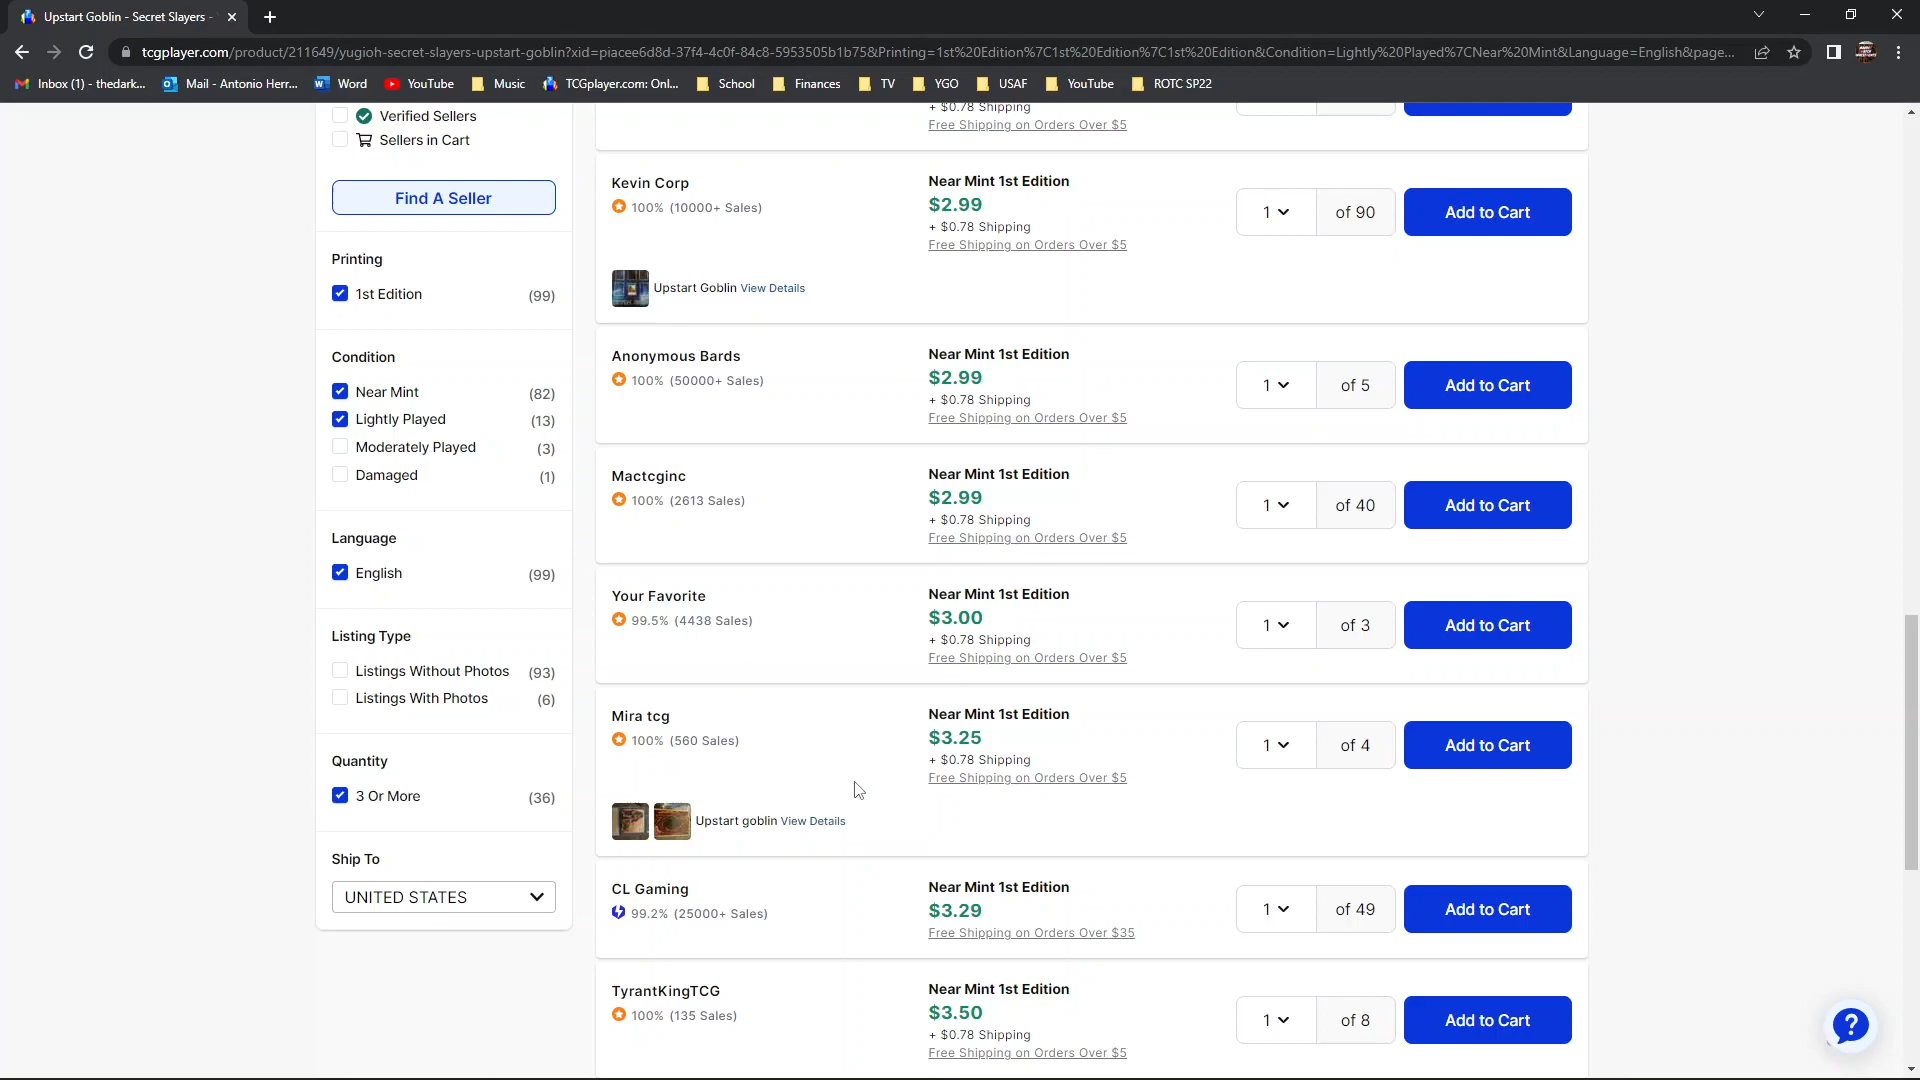 Upstart Goblin - Secret Slayers -
tcgplayer.com/product/211649/yugioh-secret-slayers-upstart-goblin?xid=piacee6d8d-37f4-4c0f-84c8-5953505b1b75&Printing=1st%20Edition%7C1st%20Edition%7C1st%20Edition&Condition=Lightly%20Played%7CNear%20Mint&Language=English&page...
Inbox (1) - thedark... Mail - Antonio Herr... Word YouTube Music TCGplayer.com: Onl... School Finances TV YGO USAF YouTube ROTC SP22
Verified Sellers
Sellers in Cart
Find A Seller
Printing
1st Edition (99)
Condition
Near Mint (82)
Lightly Played (13)
Moderately Played (3)
Damaged (1)
Language
English (99)
Listing Type
Listings Without Photos (93)
Listings With Photos (6)
Quantity
3 Or More (36)
Ship To
UNITED STATES
+ $0.78 Shipping
Free Shipping on Orders Over $5
Kevin Corp
100% (10000+ Sales)
Near Mint 1st Edition
$2.99
+ $0.78 Shipping
Free Shipping on Orders Over $5
1 of 90 Add to Cart
Upstart Goblin View Details
Anonymous Bards
100% (50000+ Sales)
Near Mint 1st Edition
$2.99
+ $0.78 Shipping
Free Shipping on Orders Over $5
1 of 5 Add to Cart
Mactcginc
100% (2613 Sales)
Near Mint 1st Edition
$2.99
+ $0.78 Shipping
Free Shipping on Orders Over $5
1 of 40 Add to Cart
Your Favorite
99.5% (4438 Sales)
Near Mint 1st Edition
$3.00
+ $0.78 Shipping
Free Shipping on Orders Over $5
1 of 3 Add to Cart
Mira tcg
100% (560 Sales)
Near Mint 1st Edition
$3.25
+ $0.78 Shipping
Free Shipping on Orders Over $5
1 of 4 Add to Cart
Upstart goblin View Details
CL Gaming
99.2% (25000+ Sales)
Near Mint 1st Edition
$3.29
Free Shipping on Orders Over $35
1 of 49 Add to Cart
TyrantKingTCG
100% (135 Sales)
Near Mint 1st Edition
$3.50
+ $0.78 Shipping
Free Shipping on Orders Over $5
1 of 8 Add to Cart
?